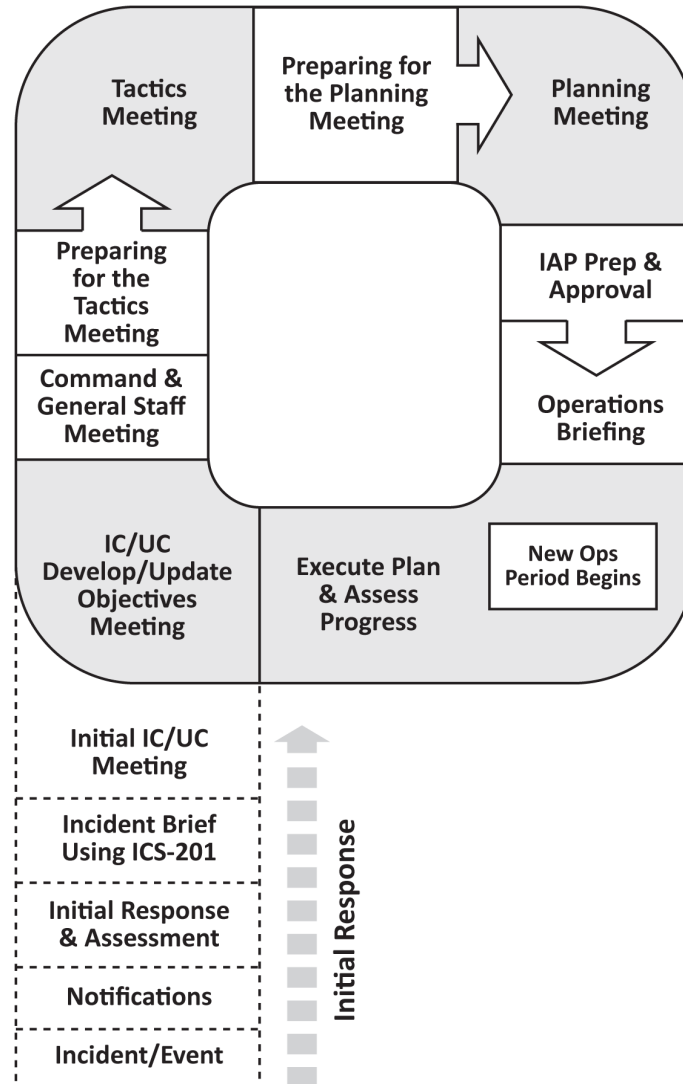 Tactics
Meeting
Preparing for
the Planning
Meeting
Planning
Meeting
Preparing
for the
Tactics
Meeting
IAP Prep &
Approval
Command &
General Staff
Meeting
Operations
Briefing
IC/UC
Develop/Update
Objectives
Meeting
Execute Plan
& Assess
Progress
New Ops
Period Begins
Initial IC/UC
Meeting
Incident Brief
Using ICS-201
Initial Response
& Assessment
Notifications
Incident/Event
Initial Response